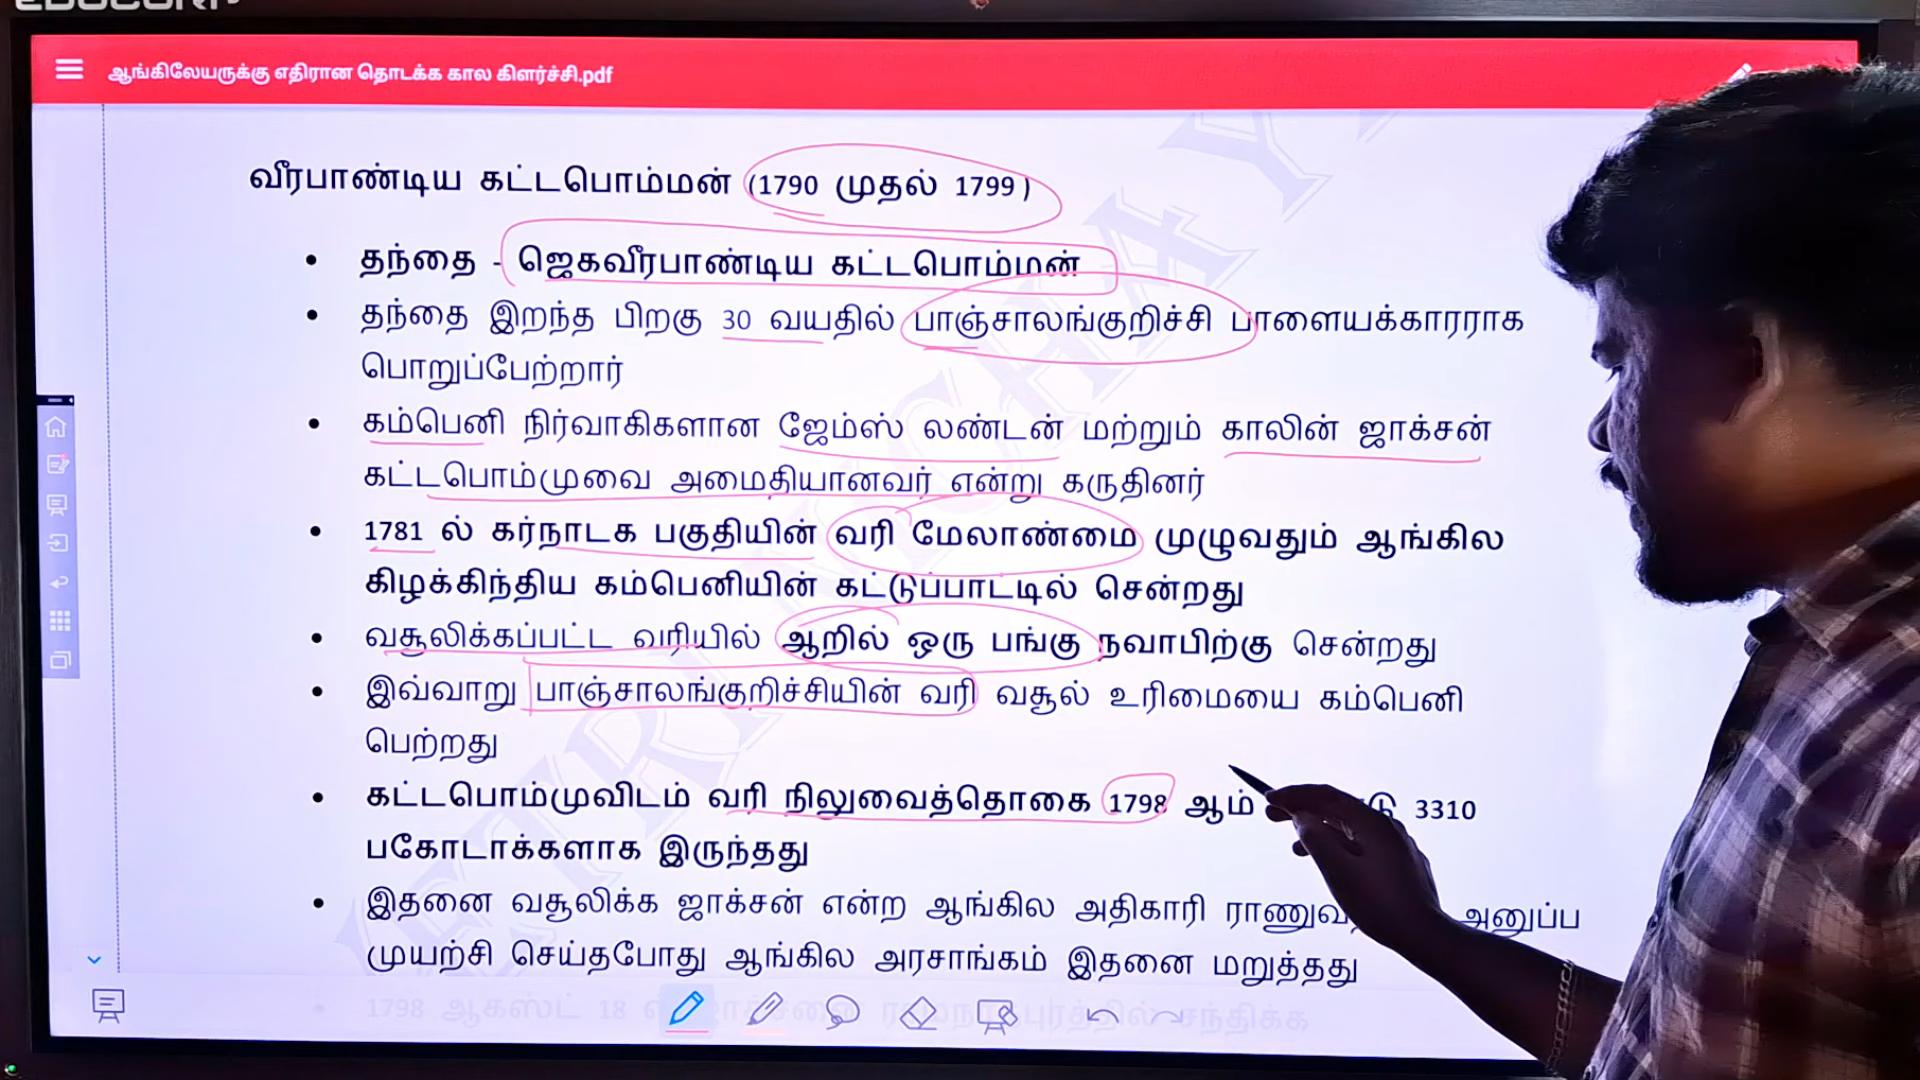 ஆங்கிலேயருக்கு எதிரான தொடக்க கால கிளர்ச்சி.pdf
வீரபாண்டிய கட்டபொம்மன் (1790 முதல் 1799 )
• தந்தை - ஜெகவீரபாண்டிய கட்டபொம்மன்
• தந்தை இறந்த பிறகு 30 வயதில் பாஞ்சாலங்குறிச்சி பாளையக்காரராக
பொறுப்பேற்றார்
• கம்பெனி நிர்வாகிகளான ஜேம்ஸ் லண்டன் மற்றும் காலின் ஜாக்சன்
கட்டபொம்முவை அமைதியானவர் என்று கருதினர்
• 1781 ல் கர்நாடக பகுதியின் வரி மேலாண்மை முழுவதும் ஆங்கில
கிழக்கிந்திய கம்பெனியின் கட்டுப்பாட்டில் சென்றது
• வசூலிக்கப்பட்ட வரியில் ஆறில் ஒரு பங்கு நவாபிற்கு சென்றது
• இவ்வாறு பாஞ்சாலங்குறிச்சியின் வரி வசூல் உரிமையை கம்பெனி
பெற்றது
• கட்டபொம்முவிடம் வரி நிலுவைத்தொகை 1798 ஆம் 3310
பகோடாக்களாக இருந்தது
• இதனை வசூலிக்க ஜாக்சன் என்ற ஆங்கில அதிகாரி அனுப்ப
முயற்சி செய்தபோது ஆங்கில அரசாங்கம் இதனை மறுத்தது
• 1798 ஆகஸ்ட் 18 சந்திக்க